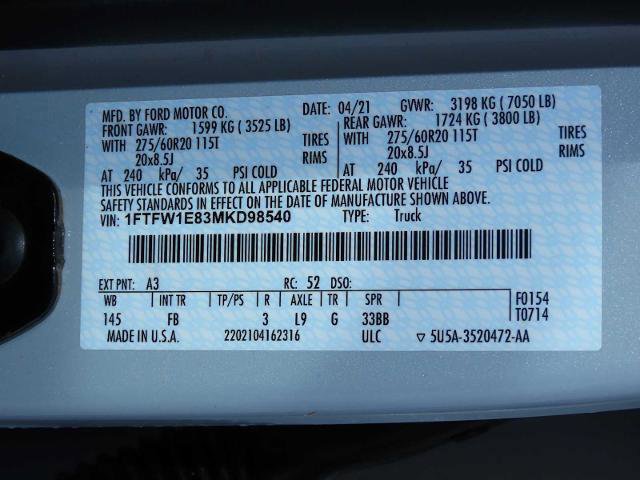 MFD. BY FORD MOTOR CO. DATE: 04/21 GVWR: 3198 KG ( 7050 LB)
FRONT GAWR: 1599 KG ( 3525 LB) REAR GAWR: 1724 KG ( 3800 LB)
WITH 275/60R20 115T TIRES WITH 275/60R20 115T TIRES
20x8.5J RIMS 20x8.5J RIMS
AT 240 kPa/ 35 PSI COLD AT 240 kPa/ 35 PSI COLD
THIS VEHICLE CONFORMS TO ALL APPLICABLE FEDERAL MOTOR VEHICLE
SAFETY STANDARDS IN EFFECT ON THE DATE OF MANUFACTURE SHOWN ABOVE.
VIN: 1FTFW1E83MKD98540 TYPE: Truck
EXT PNT: A3 RC: 52 DSO:
WB INT TR TP/PS R AXLE TR SPR F0154
145 FB 3 L9 G 33BB T0714
MADE IN U.S.A. 2202104162316 ULC ▽ 5U5A-3520472-AA